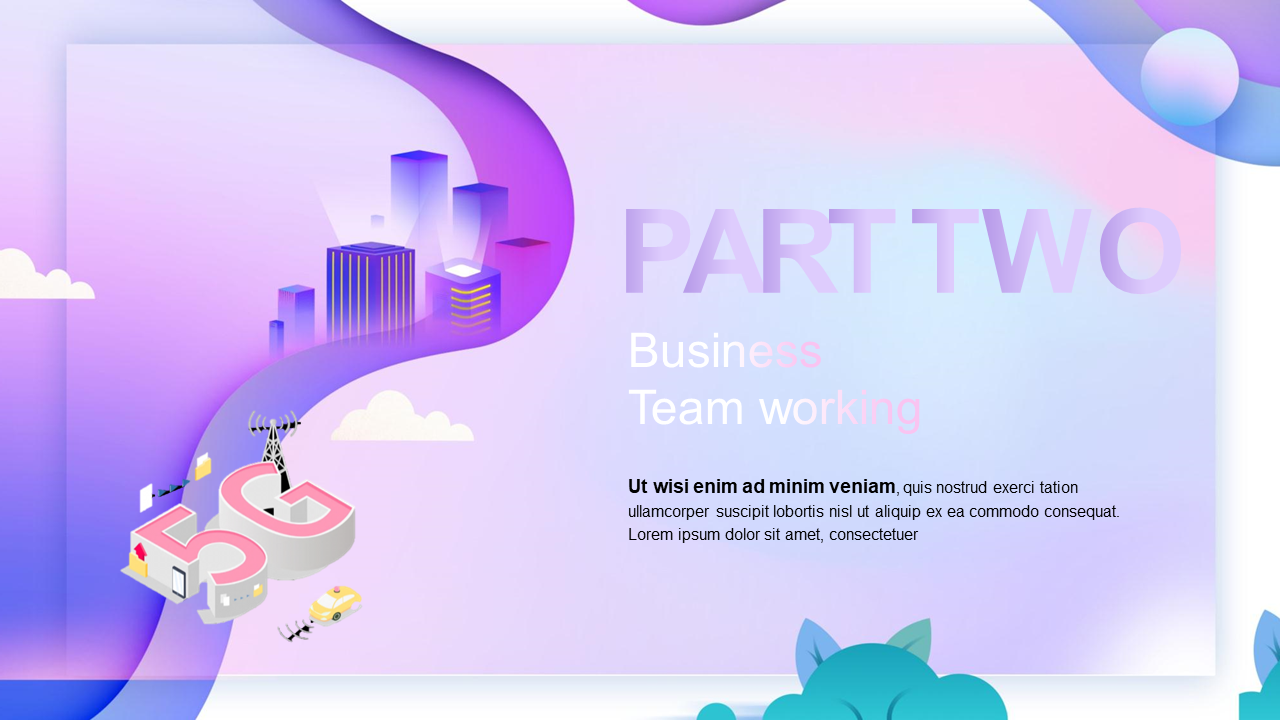 PART TWO
Business
Team working
Ut wisi enim ad minim veniam, quis nostrud exerci tation
ullamcorper suscipit lobortis nisl ut aliquip ex ea commodo consequat.
Lorem ipsum dolor sit amet, consectetuer
5G